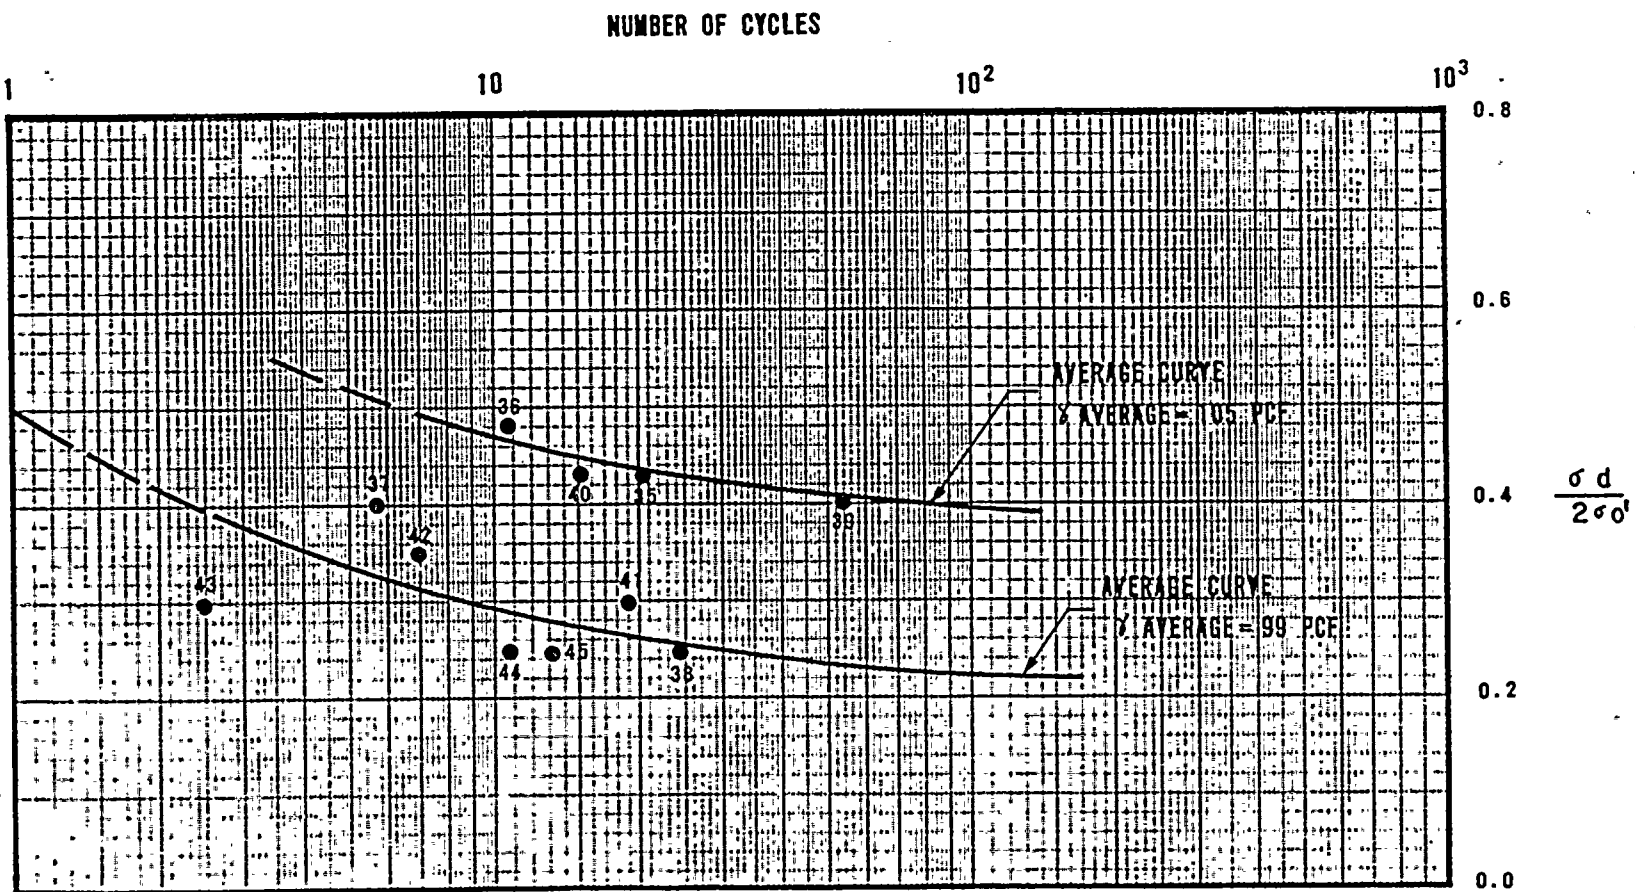 NUMBER OF CYCLES
1 10 10² 10³
0.8
0.6
AVERAGE CURVE
γ AVERAGE = 105 PCF
36
37
40
35
39
0.4
σ d
2σo'
42
43
41
AVERAGE CURVE
γ AVERAGE = 99 PCF
44
45
38
0.2
0.0